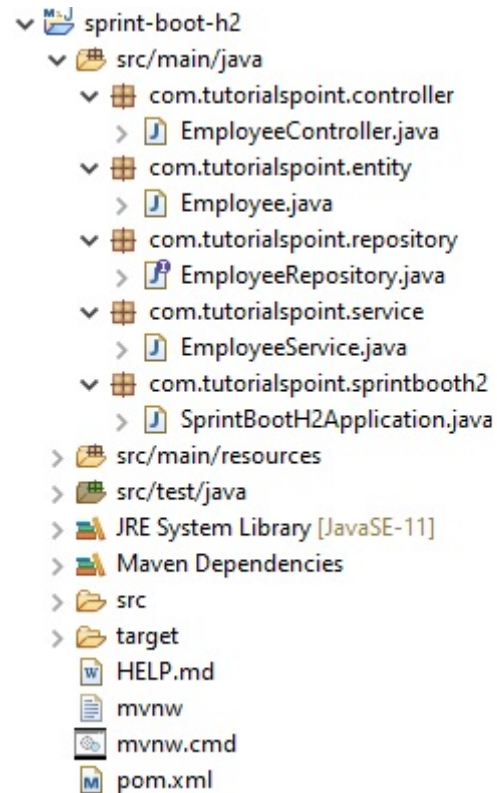 sprint-boot-h2
src/main/java
com.tutorialspoint.controller
EmployeeController.java
com.tutorialspoint.entity
Employee.java
com.tutorialspoint.repository
EmployeeRepository.java
com.tutorialspoint.service
EmployeeService.java
com.tutorialspoint.sprintbooth2
SprintBootH2Application.java
src/main/resources
src/test/java
JRE System Library [JavaSE-11]
Maven Dependencies
src
target
HELP.md
mvnw
mvnw.cmd
pom.xml